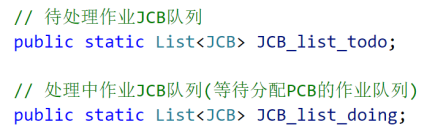 // 待处理作业JCB队列
public static List<JCB> JCB_list_todo;
// 处理中作业JCB队列(等待分配PCB的作业队列)
public static List<JCB> JCB_list_doing;